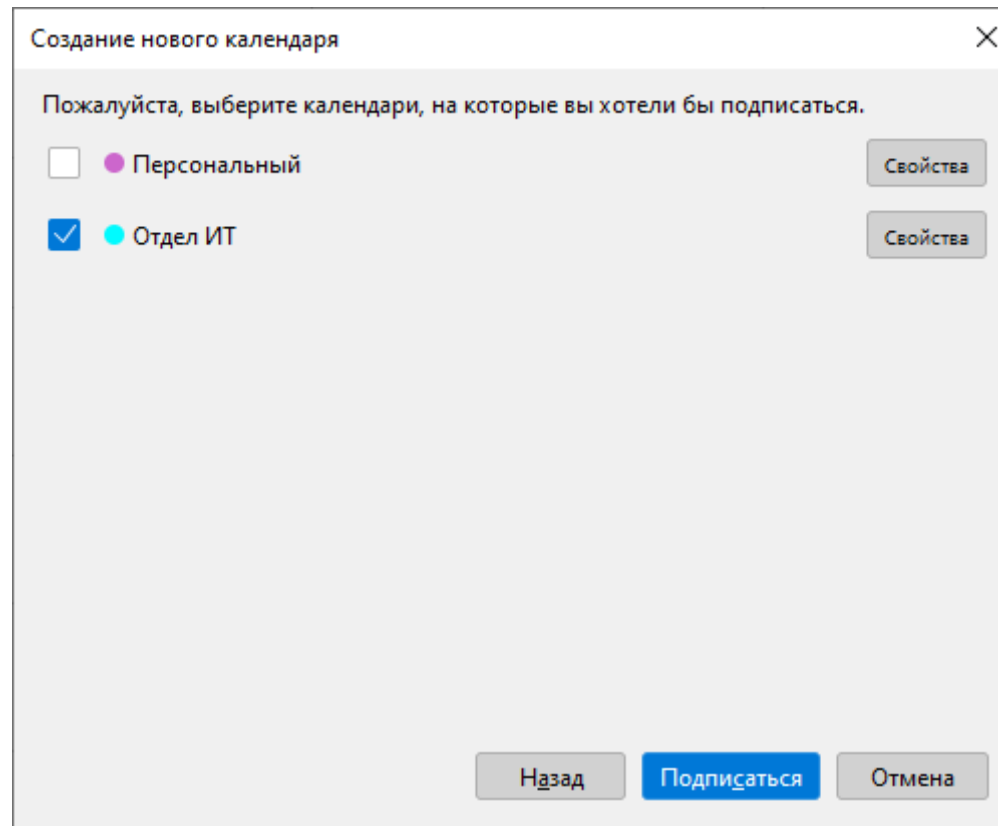 Создание нового календаря
Пожалуйста, выберите календари, на которые вы хотели бы подписаться.
Персональный Свойства
Отдел ИТ Свойства
Назад Подписаться Отмена